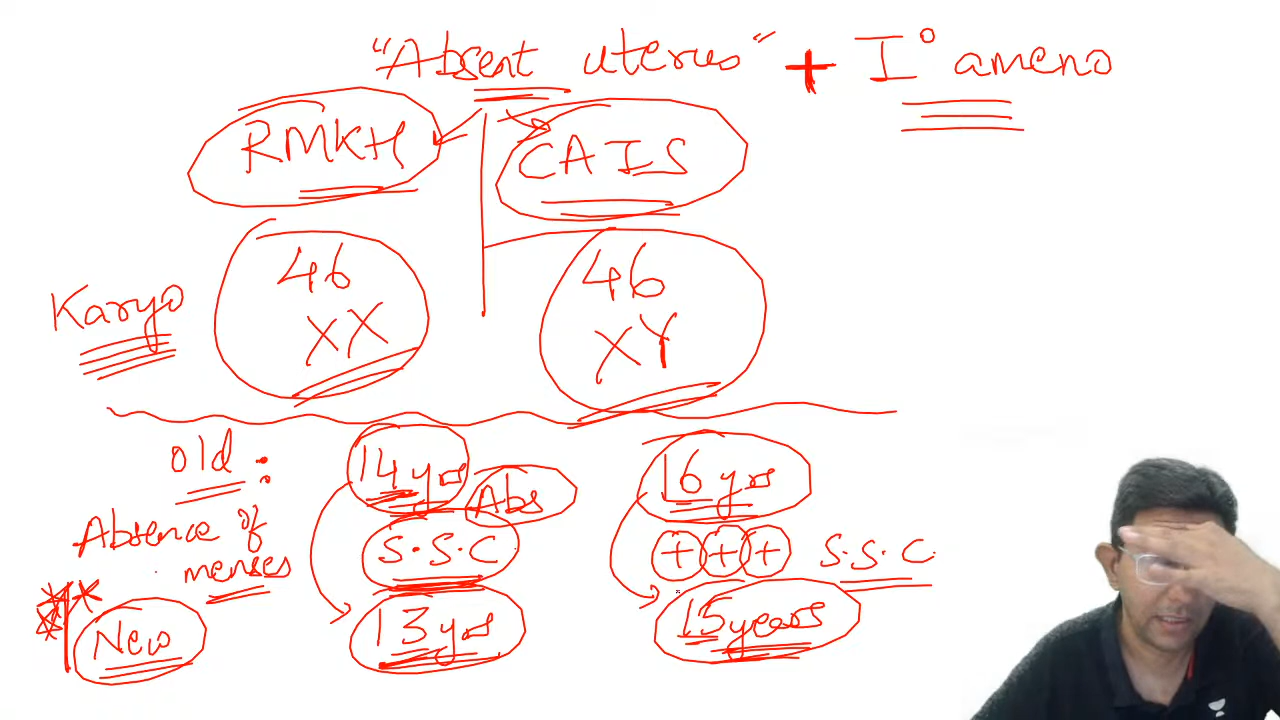 "Absent uterus" + I° ameno
RMKH CAIS
Karyo
46 XX
46 XY
Old :
14 yrs Abs
16 yrs
Absence of menses
S.S.C
+ + + S.S.C.
New
13 yrs
15 years